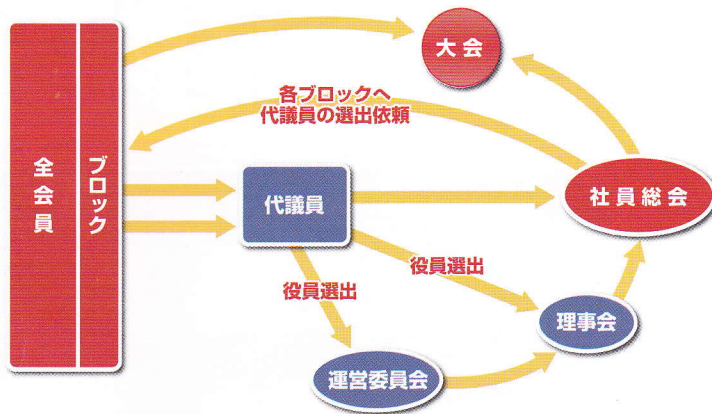 大会
各ブロックへ
代議員の選出依頼
全会員
ブロック
代議員
社員総会
役員選出
役員選出
理事会
運営委員会